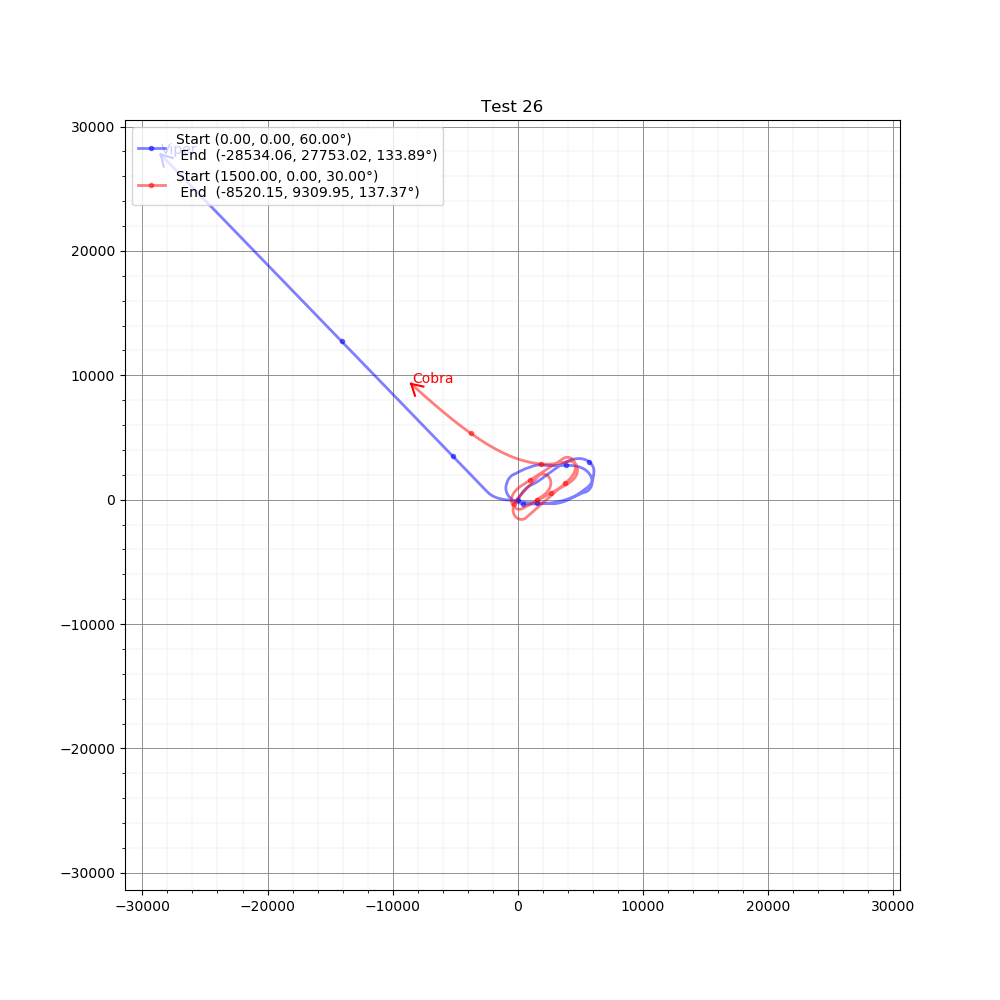 Test 26
30000
20000
10000
0
−10000
−20000
−30000
Start (0.00, 0.00, 60.00°)
End (-28534.06, 27753.02, 133.89°)
Start (1500.00, 0.00, 30.00°)
End (-8520.15, 9309.95, 137.37°)
Viper
Cobra
−30000
−20000
−10000
0
10000
20000
30000